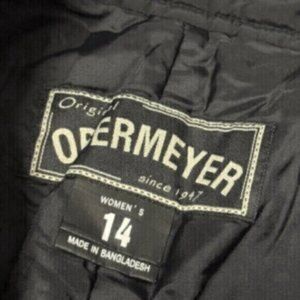 Original
OBERMEYER
since 1947
WOMEN'S
14
MADE IN BANGLADESH